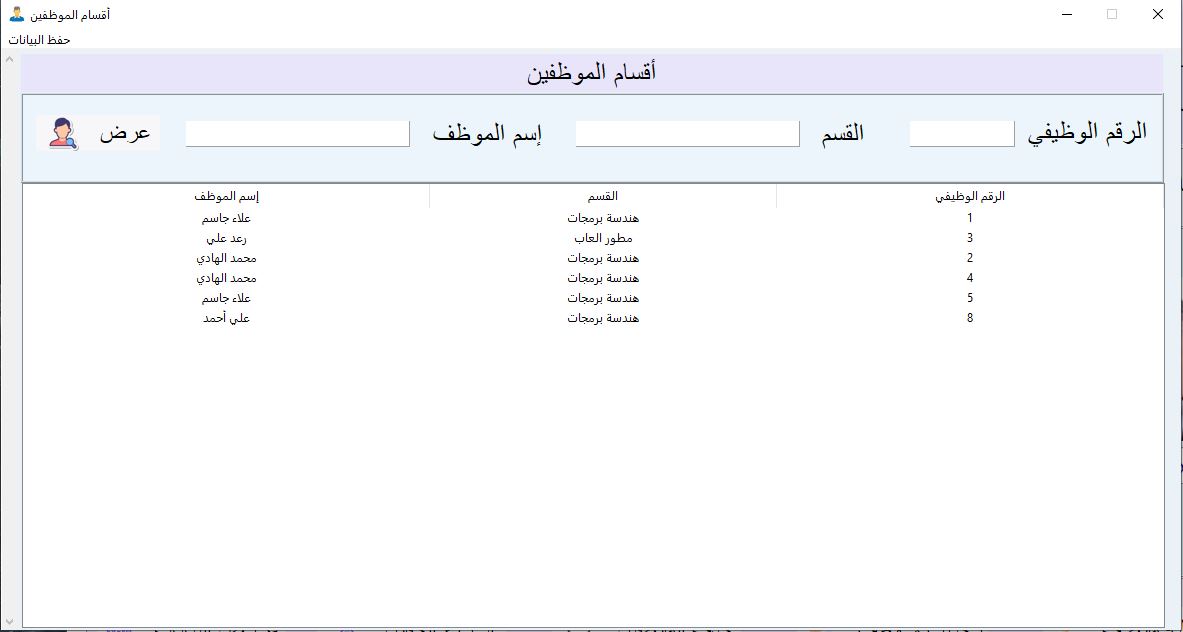 أقسام الموظفين
حفظ البيانات
أقسام الموظفين
الرقم الوظيفي القسم إسم الموظف عرض
الرقم الوظيفي القسم إسم الموظف
1 هندسة برمجات علاء جاسم
3 مطور العاب رعد علي
2 هندسة برمجات محمد الهادي
4 هندسة برمجات محمد الهادي
5 هندسة برمجات علاء جاسم
8 هندسة برمجات علي أحمد